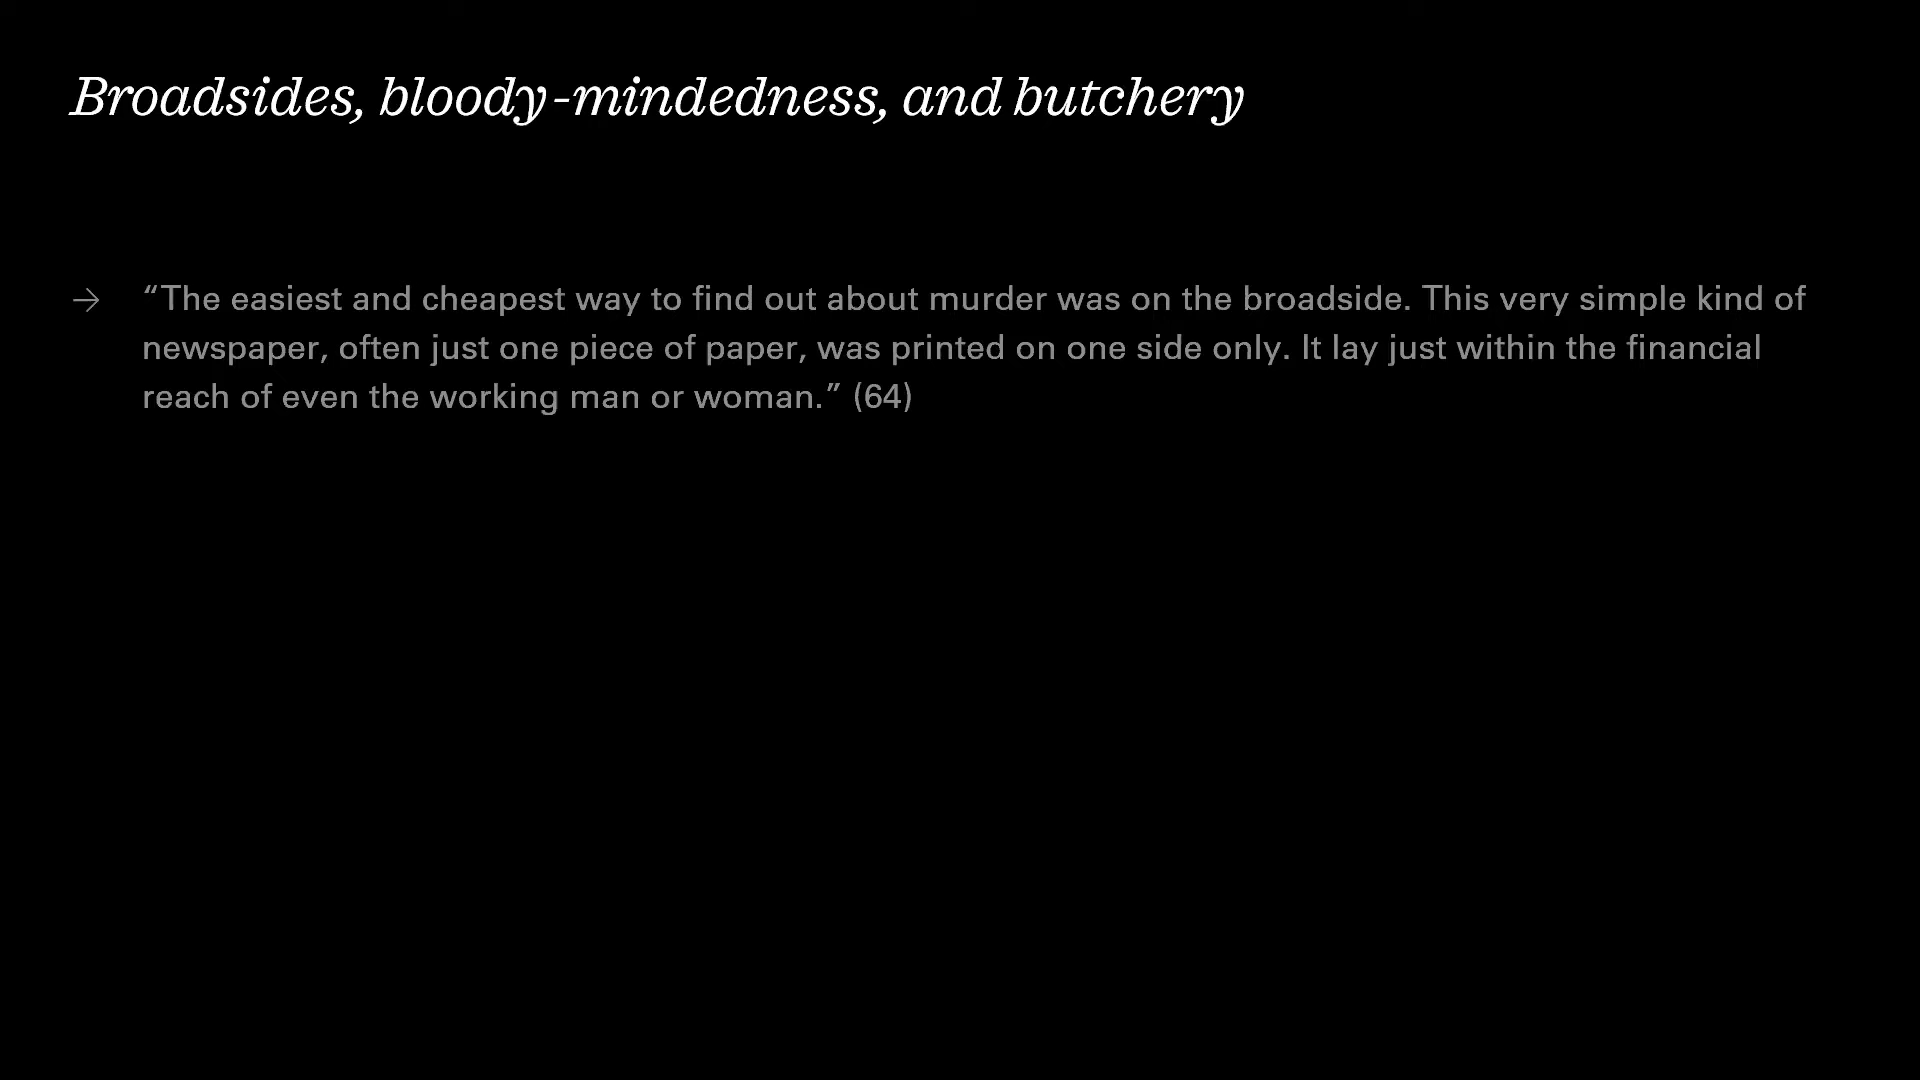 Broadsides, bloody-mindedness, and butchery
→ “The easiest and cheapest way to find out about murder was on the broadside. This very simple kind of
newspaper, often just one piece of paper, was printed on one side only. It lay just within the financial
reach of even the working man or woman.” (64)